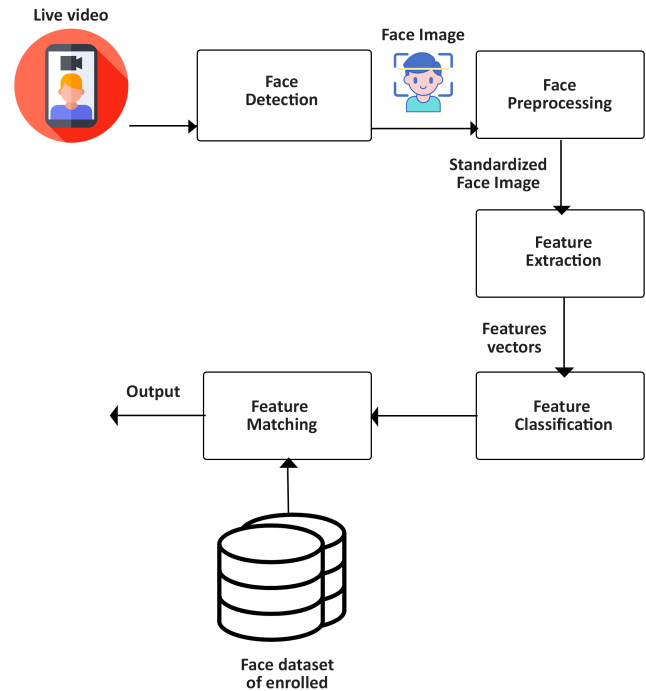 Live video
Face
Detection
Face Image
Face
Preprocessing
Standardized
Face Image
Feature
Extraction
Features
vectors
Feature
Classification
Feature
Matching
Output
Face dataset
of enrolled